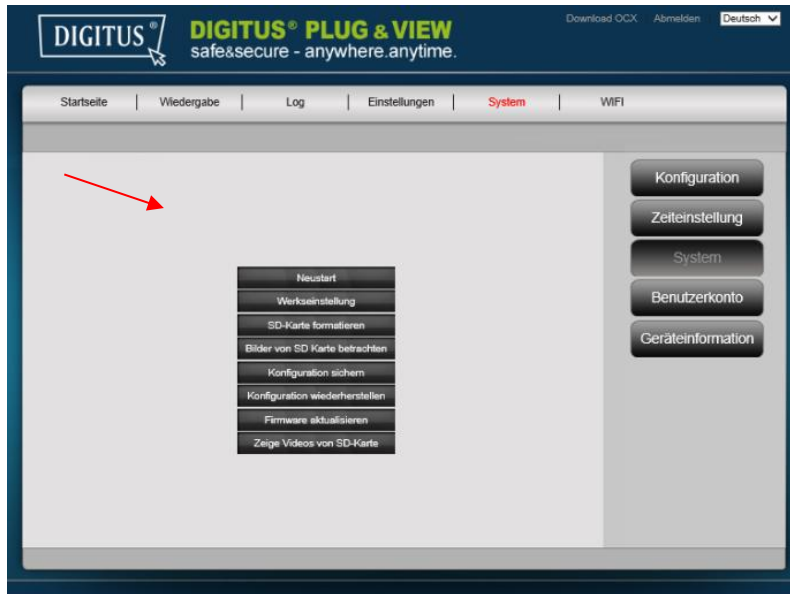 DIGITUS®
DIGITUS® PLUG & VIEW
safe&secure - anywhere.anytime.
Download OCX Abmelden Deutsch
Startseite | Wiedergabe | Log | Einstellungen | System | WIFI
Konfiguration
Zeiteinstellung
System
Benutzerkonto
Geräteinformation
Neustart
Werkseinstellung
SD-Karte formatieren
Bilder von SD Karte betrachten
Konfiguration sichern
Konfiguration wiederherstellen
Firmware aktualisieren
Zeige Videos von SD-Karte